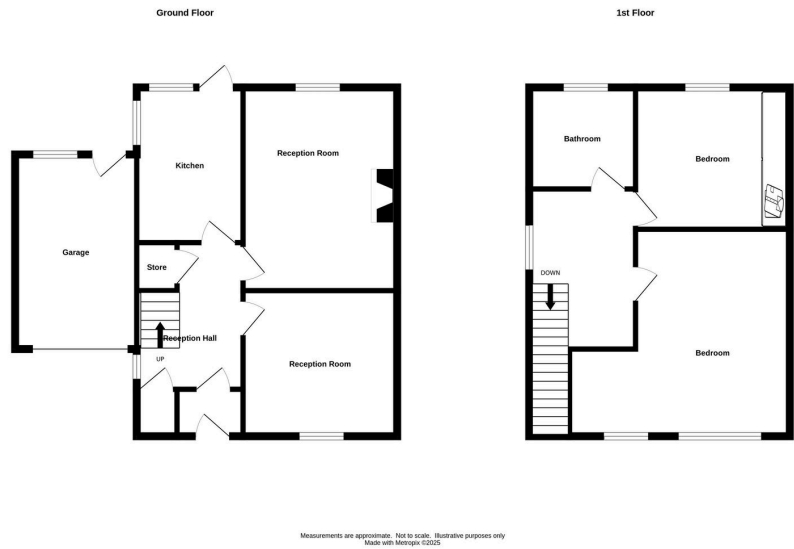 Ground Floor
1st Floor
Kitchen
Reception Room
Garage
Store
Reception Hall
UP
Reception Room
Bathroom
Bedroom
DOWN
Bedroom
Measurements are approximate. Not to scale. Illustrative purposes only
Made with Metropix ©2025